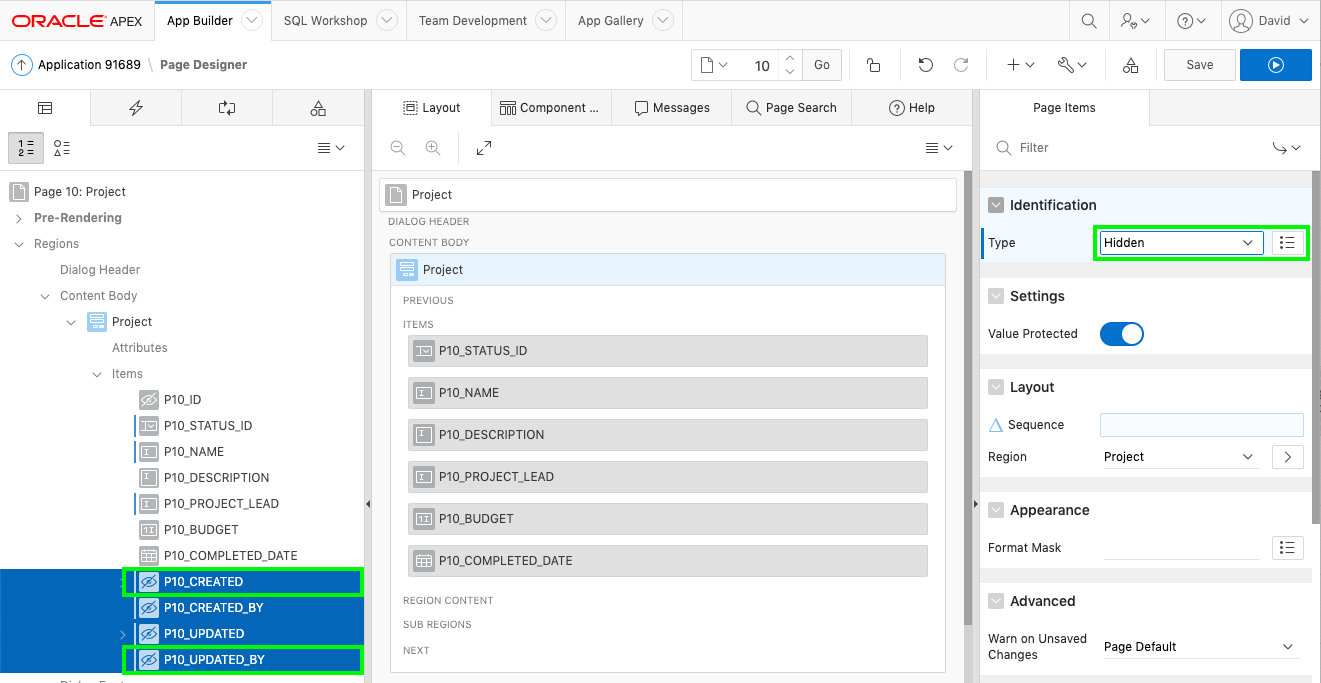 ORACLE APEX
App Builder
SQL Workshop
Team Development
App Gallery
David
Application 91689 \ Page Designer
10
Go
Save
Layout
Component ...
Messages
Page Search
Help
Page Items
Filter
Page 10: Project
Pre-Rendering
Regions
Dialog Header
Content Body
Project
Attributes
Items
P10_ID
P10_STATUS_ID
P10_NAME
P10_DESCRIPTION
P10_PROJECT_LEAD
P10_BUDGET
P10_COMPLETED_DATE
P10_CREATED
P10_CREATED_BY
P10_UPDATED
P10_UPDATED_BY
Project
DIALOG HEADER
CONTENT BODY
Project
PREVIOUS
ITEMS
P10_STATUS_ID
P10_NAME
P10_DESCRIPTION
P10_PROJECT_LEAD
P10_BUDGET
P10_COMPLETED_DATE
REGION CONTENT
SUB REGIONS
NEXT
Identification
Type
Hidden
Settings
Value Protected
Layout
Sequence
Region
Project
Appearance
Format Mask
Advanced
Warn on Unsaved
Changes
Page Default